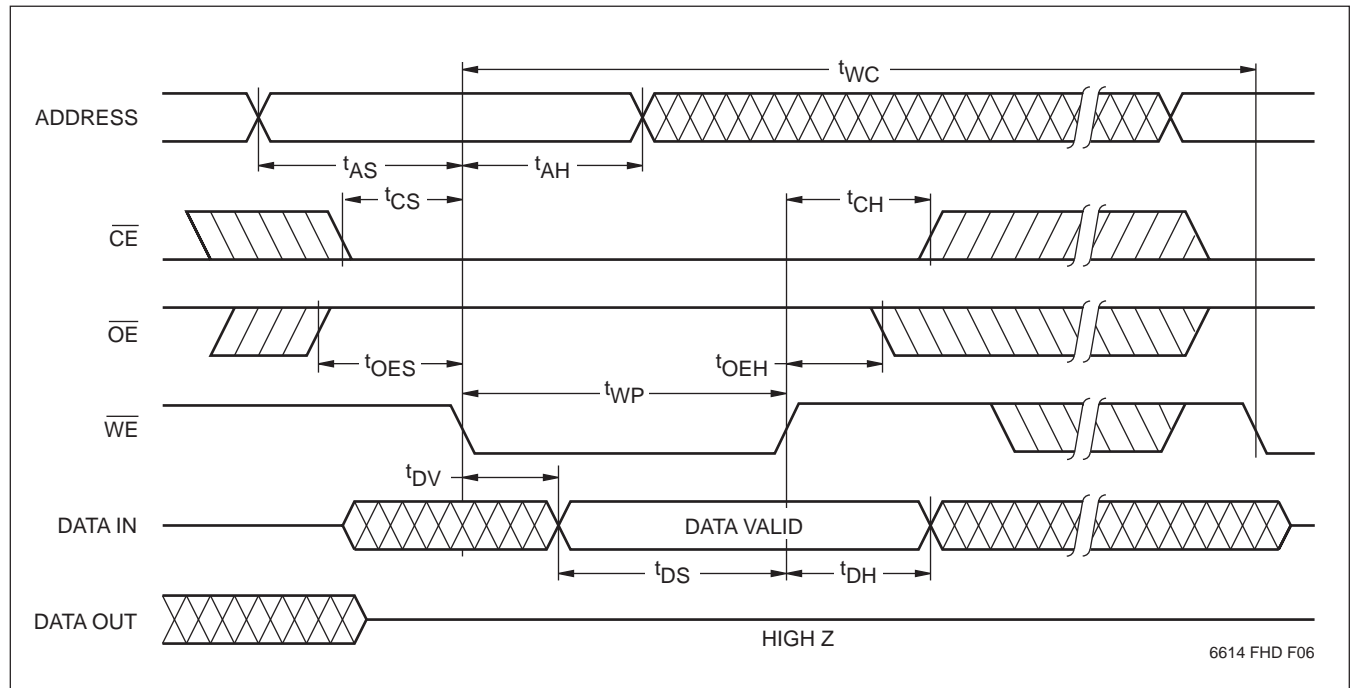 tWC
ADDRESS
tAS
tAH
tCS
tCH
CE
OE
tOES
tOEH
tWP
WE
tDV
DATA IN
DATA VALID
tDS
tDH
DATA OUT
HIGH Z
6614 FHD F06